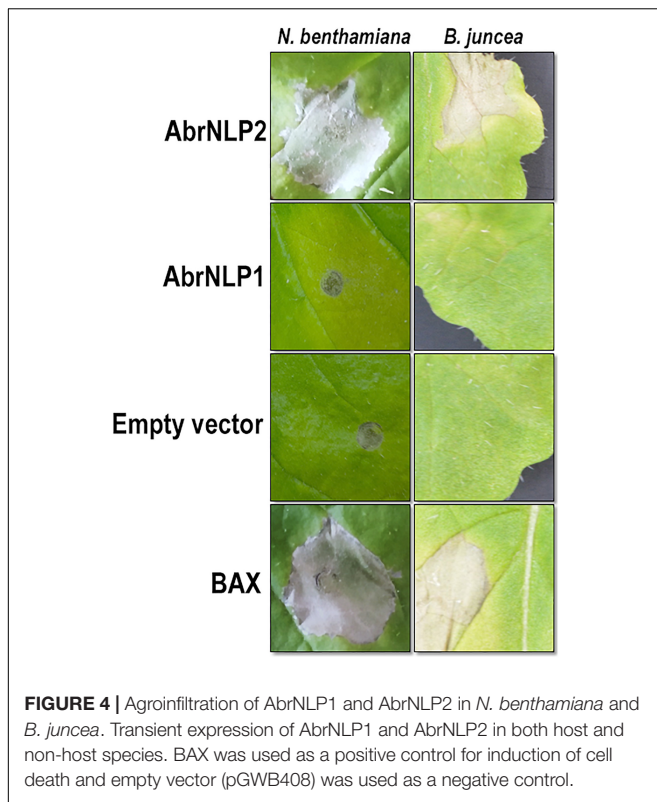 N. benthamiana B. juncea
AbrNLP2
AbrNLP1
Empty vector
BAX
FIGURE 4 | Agroinfiltration of AbrNLP1 and AbrNLP2 in N. benthamiana and
B. juncea. Transient expression of AbrNLP1 and AbrNLP2 in both host and
non-host species. BAX was used as a positive control for induction of cell
death and empty vector (pGWB408) was used as a negative control.